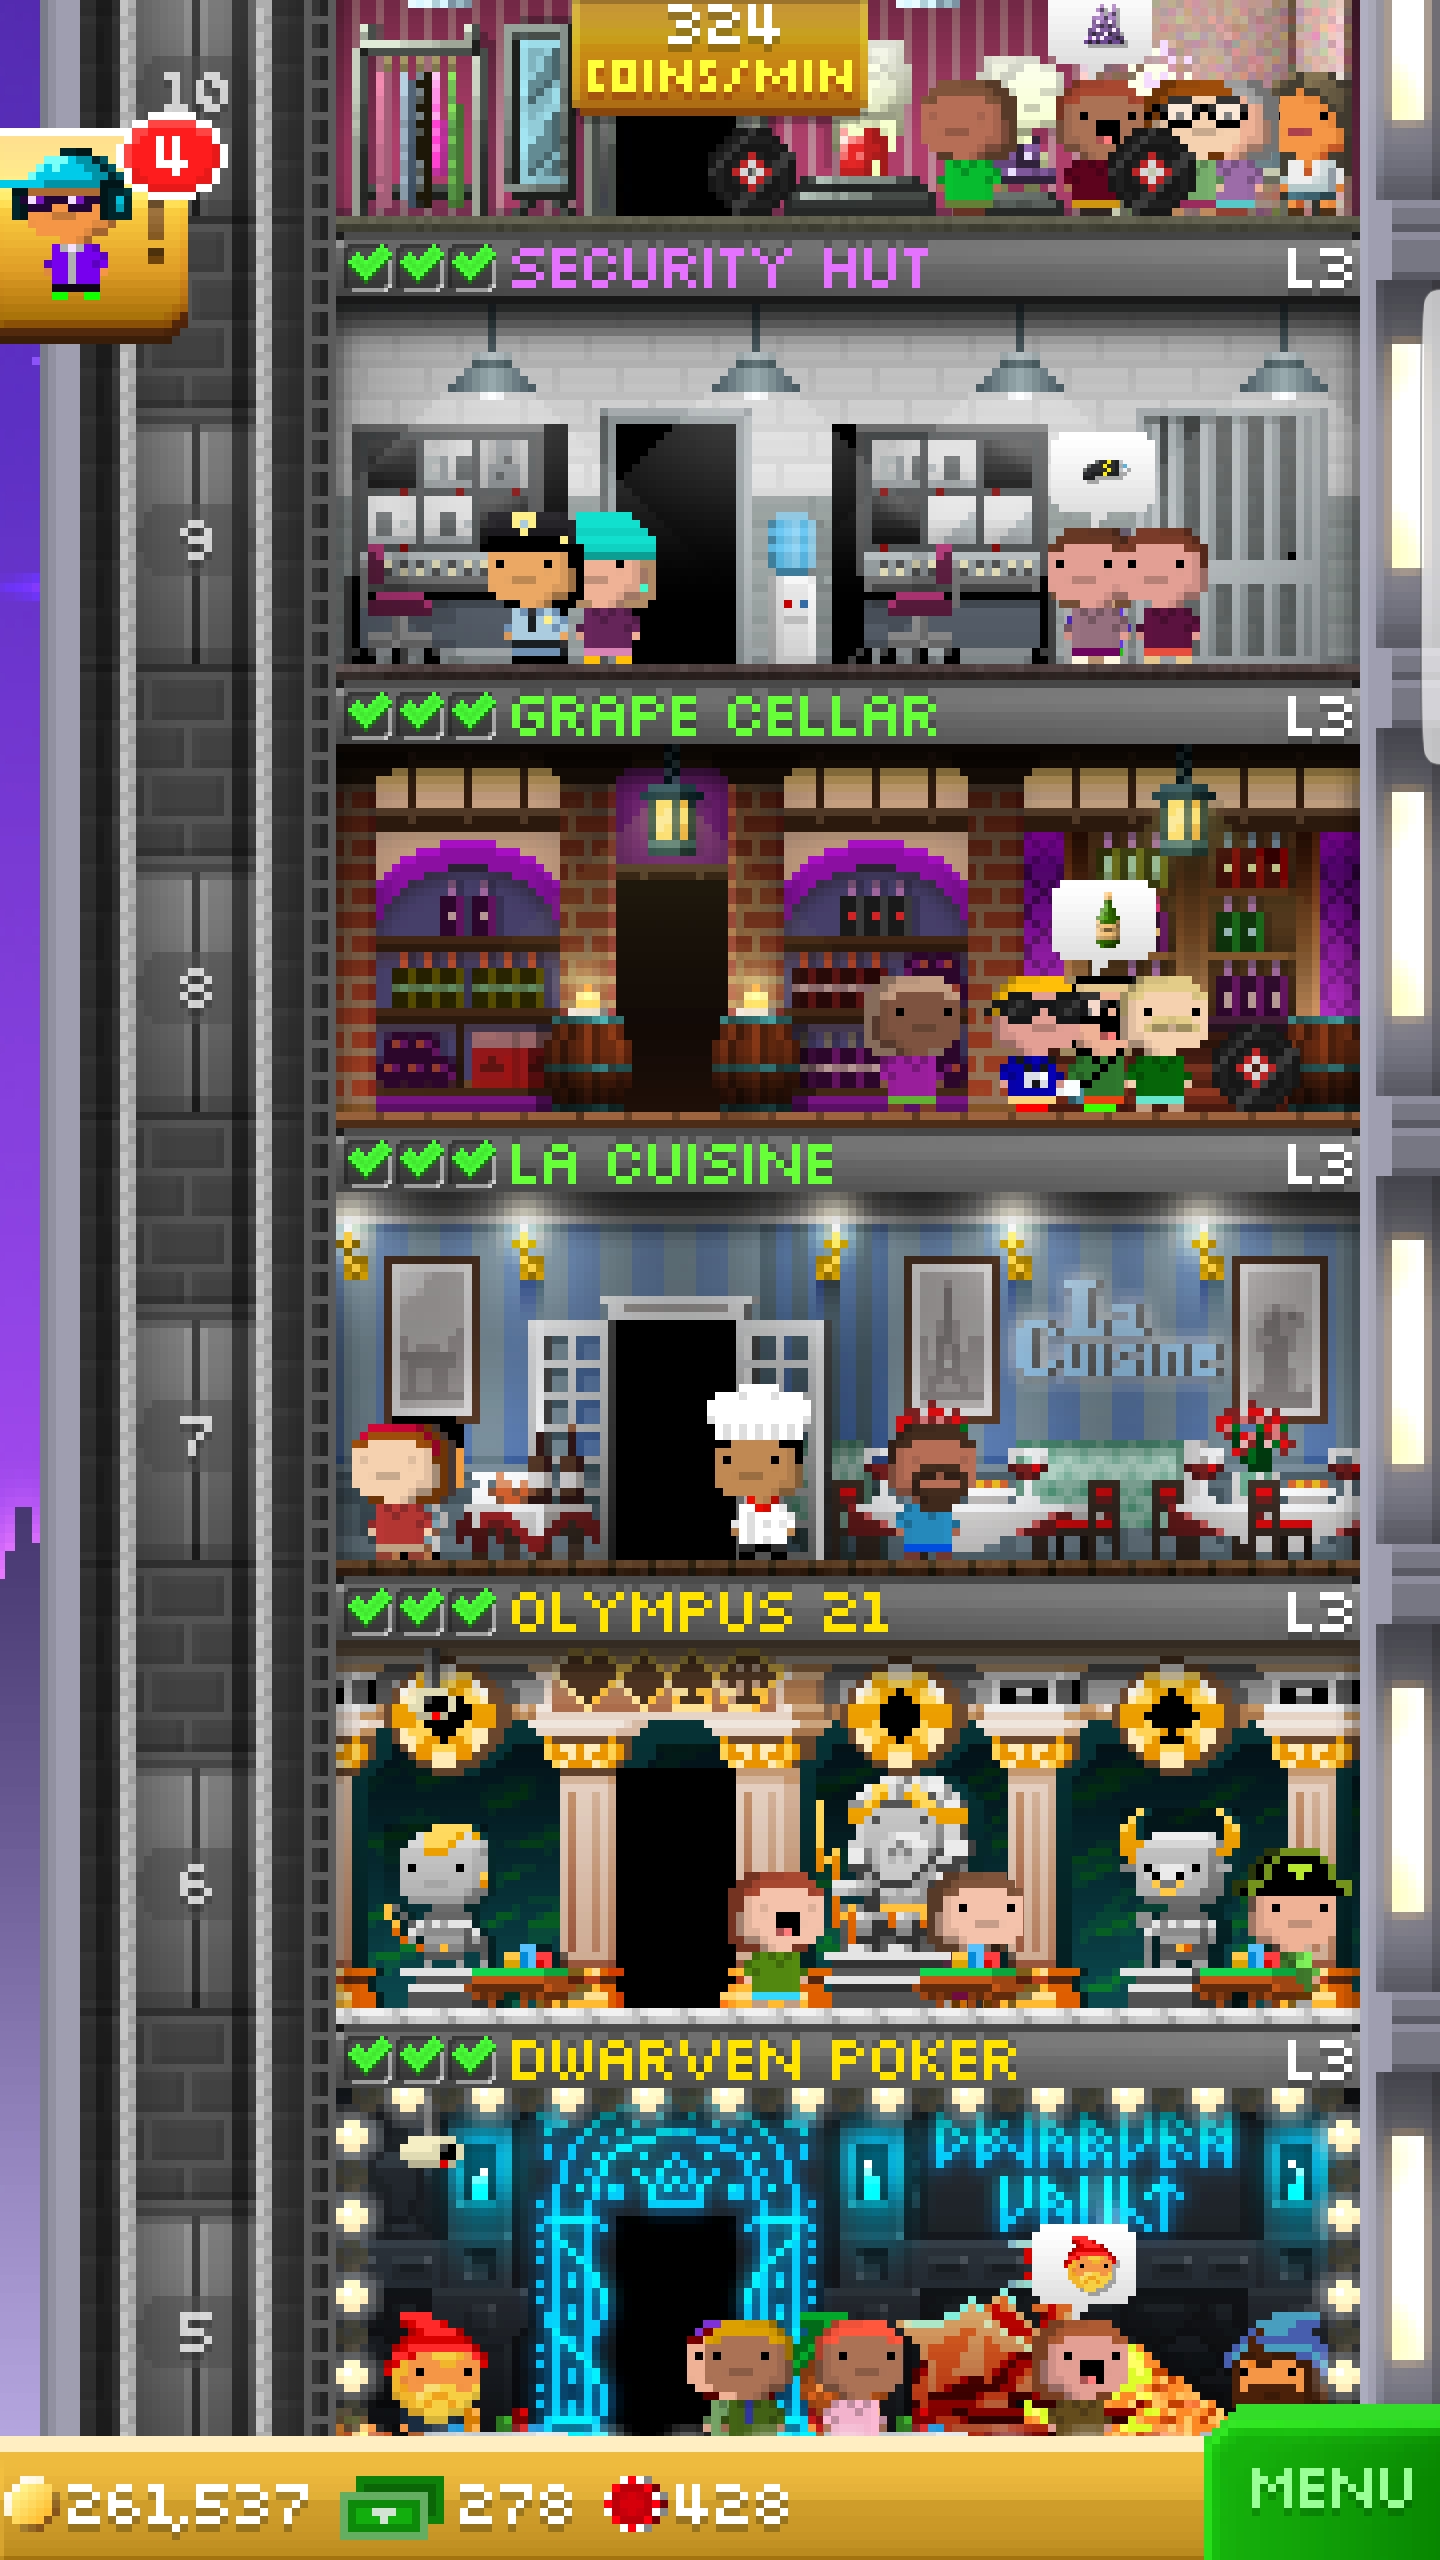 324
COINS/MIN
10
4
SECURITY HUT
L3
9
GRAPE CELLAR
L3
8
LA CUISINE
L3
La
Cuisine
7
OLYMPUS 21
L3
6
DWARVEN POKER
L3
DWARVEN
VAULT
5
261,537
278
428
MENU